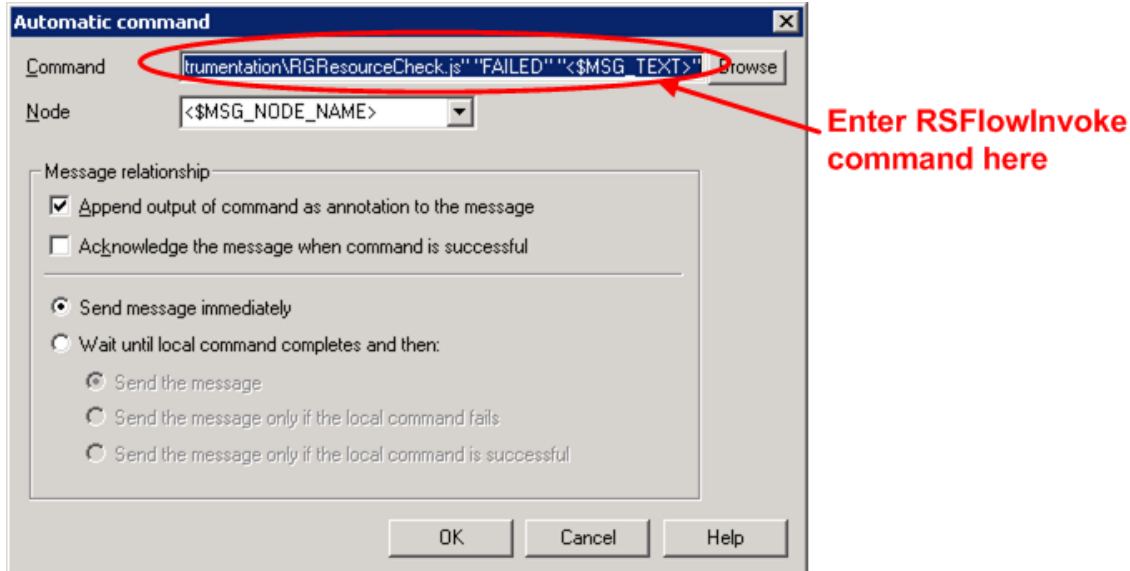 Automatic command
Command trumentation\RGResourceCheck.js" "FAILED" "<$MSG_TEXT>" Browse
Node <$MSG_NODE_NAME>
Enter RSFlowInvoke
command here
Message relationship
Append output of command as annotation to the message
Acknowledge the message when command is successful
Send message immediately
Wait until local command completes and then:
Send the message
Send the message only if the local command fails
Send the message only if the local command is successful
OK Cancel Help